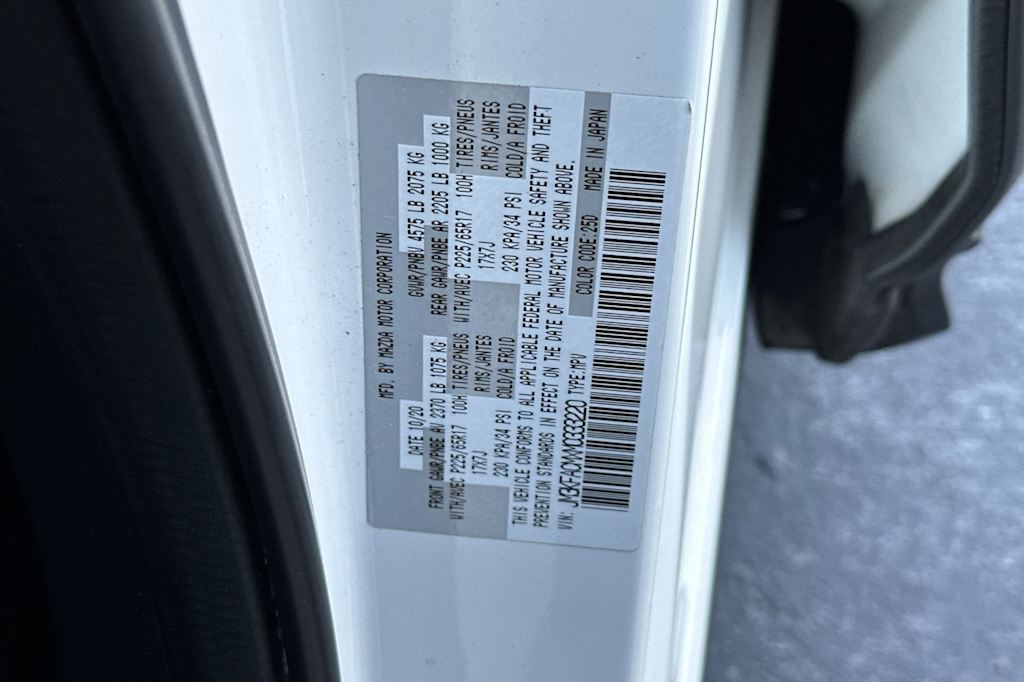 MFD. BY MAZDA MOTOR CORPORATION
DATE 10/20 GVWR/PNBV 4575 LB 2075 KG
FRONT GAWR/PNBE AV 2370 LB 1075 KG REAR GAWR/PNBE AR 2205 LB 1000 KG
WITH/AVEC P225/65R17 100H TIRES/PNEUS WITH/AVEC P225/65R17 100H TIRES/PNEUS
17X7J RIMS/JANTES 17X7J RIMS/JANTES
230 KPA/34 PSI COLD/A FROID 230 KPA/34 PSI COLD/A FROID
THIS VEHICLE CONFORMS TO ALL APPLICABLE FEDERAL MOTOR VEHICLE SAFETY AND THEFT
PREVENTION STANDARDS IN EFFECT ON THE DATE OF MANUFACTURE SHOWN ABOVE.
VIN: JM3KFACMXM0333220 TYPE:MPV COLOR CODE:25D MADE IN JAPAN